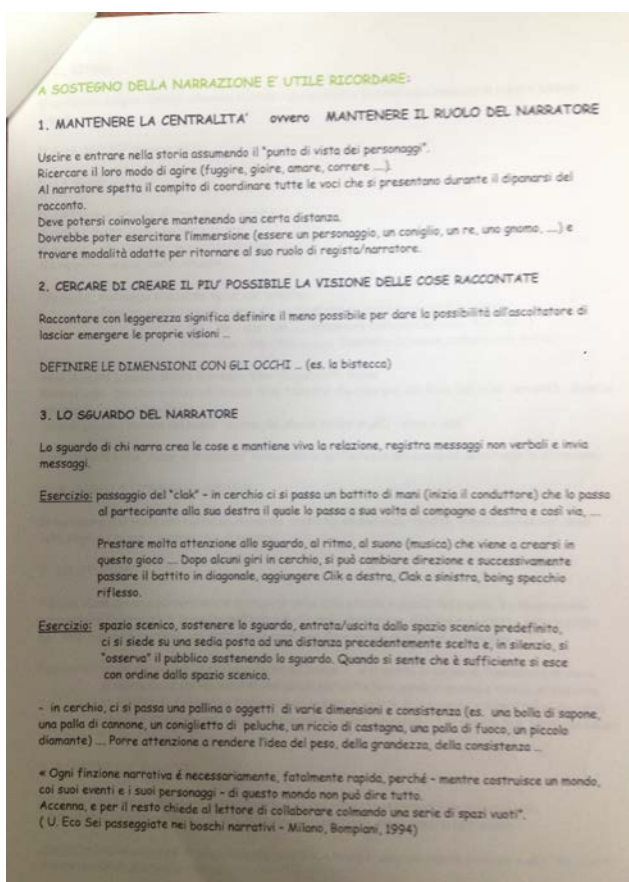 A SOSTEGNO DELLA NARRAZIONE E' UTILE RICORDARE:
1. MANTENERE LA CENTRALITA' ovvero MANTENERE IL RUOLO DEL NARRATORE
Uscire e entrare nella storia assumendo il "punto di vista dei personaggi".
Ricercare il loro modo di agire (fuggire, gioire, amare, correre ....).
Al narratore spetta il compito di coordinare tutte le voci che si presentano durante il dipanarsi del
racconto.
Deve potersi coinvolgere mantenendo una certa distanza.
Dovrebbe poter esercitare l'immersione (essere un personaggio, un coniglio, un re, uno gnomo, ....) e
trovare modalità adatte per ritornare al suo ruolo di regista/narratore.
2. CERCARE DI CREARE IL PIU' POSSIBILE LA VISIONE DELLE COSE RACCONTATE
Raccontare con leggerezza significa definire il meno possibile per dare la possibilità all'ascoltatore di
lasciar emergere le proprie visioni ...
DEFINIRE LE DIMENSIONI CON GLI OCCHI ... (es. la bistecca)
3. LO SGUARDO DEL NARRATORE
Lo sguardo di chi narra crea le cose e mantiene viva la relazione, registra messaggi non verbali e invia
messaggi.
Esercizio: passaggio del "clak" - in cerchio ci si passa un battito di mani (inizia il conduttore) che lo passa
al partecipante alla sua destra il quale lo passa a sua volta al compagno a destra e così via, ....
Prestare molta attenzione allo sguardo, al ritmo, al suono (musica) che viene a crearsi in
questo gioco .... Dopo alcuni giri in cerchio, si può cambiare direzione e successivamente
passare il battito in diagonale, aggiungere Clik a destra, Clak a sinistra, boing specchio
riflesso.
Esercizio: spazio scenico, sostenere lo sguardo, entrata/uscita dallo spazio scenico predefinito,
ci si siede su una sedia posta ad una distanza precedentemente scelta e, in silenzio, si
"osserva" il pubblico sostenendo lo sguardo. Quando si sente che è sufficiente si esce
con ordine dallo spazio scenico.
- in cerchio, ci si passa una pallina o oggetti di varie dimensioni e consistenza (es. una bolla di sapone,
una palla di cannone, un coniglietto di peluche, un riccio di castagna, una palla di fuoco, un piccolo
diamante) .... Porre attenzione a rendere l'idea del peso, della grandezza, della consistenza ...
« Ogni finzione narrativa é necessariamente, fatalmente rapida, perché - mentre costruisce un mondo,
coi suoi eventi e i suoi personaggi - di questo mondo non può dire tutto.
Accenna, e per il resto chiede al lettore di collaborare colmando una serie di spazi vuoti".
( U. Eco Sei passeggiate nei boschi narrativi - Milano, Bompiani, 1994)